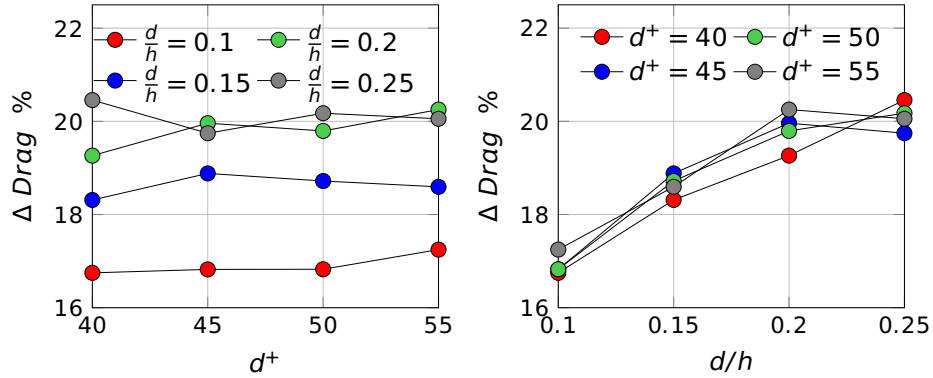 22
20
18
16
Δ Drag %
d/h = 0.1
d/h = 0.2
d/h = 0.15
d/h = 0.25
40 45 50 55
d⁺
22
20
18
16
Δ Drag %
d⁺ = 40
d⁺ = 50
d⁺ = 45
d⁺ = 55
0.1 0.15 0.2 0.25
d/h